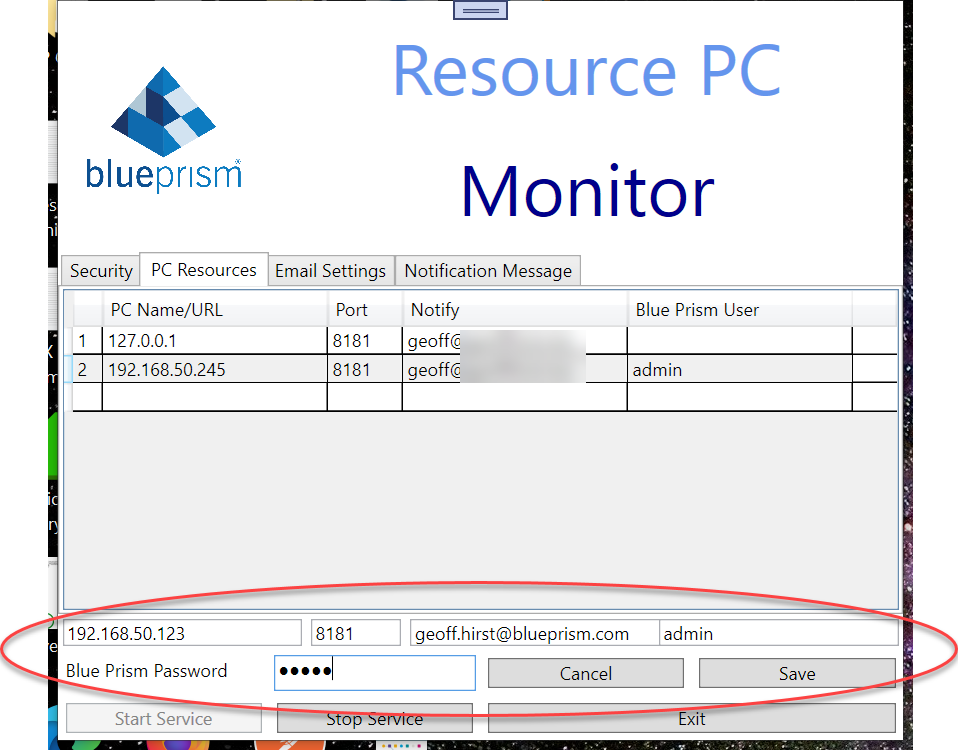 Resource PC
Monitor
blueprism
Security PC Resources Email Settings Notification Message
PC Name/URL Port Notify Blue Prism User
1 127.0.0.1 8181 geoff@
2 192.168.50.245 8181 geoff@ admin
192.168.50.123 8181 geoff.hirst@blueprism.com admin
Blue Prism Password ●●●●● Cancel Save
Start Service Stop Service Exit